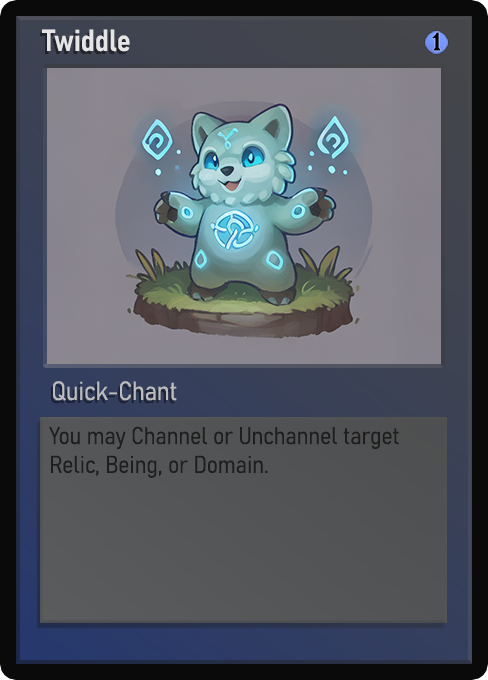 Twiddle
1
Quick-Chant
You may Channel or Unchannel target
Relic, Being, or Domain.